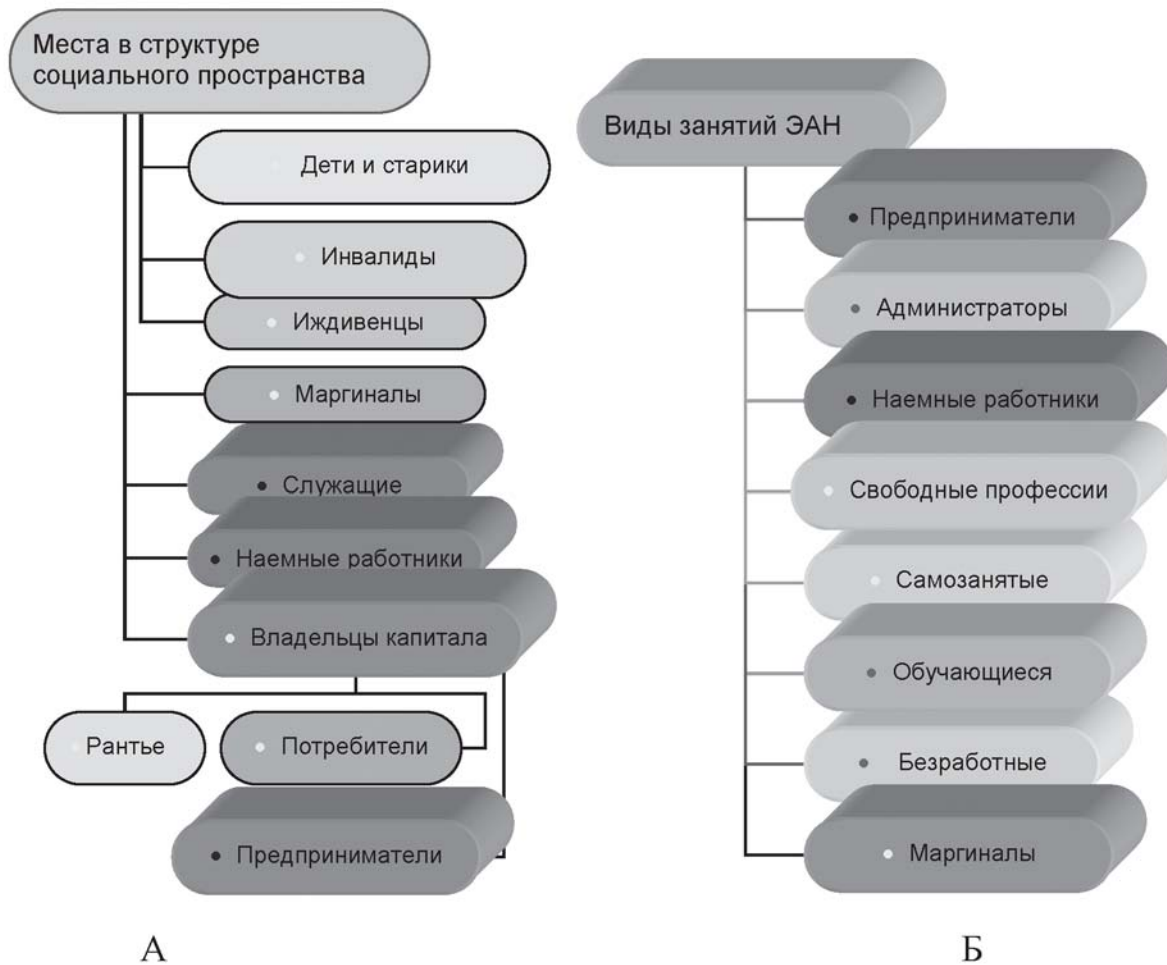 Места в структуре
социального пространства
Дети и старики
Инвалиды
Иждивенцы
Маргиналы
Служащие
Наемные работники
Владельцы капитала
Рантье
Потребители
Предприниматели
А
Виды занятий ЭАН
Предприниматели
Администраторы
Наемные работники
Свободные профессии
Самозанятые
Обучающиеся
Безработные
Маргиналы
Б